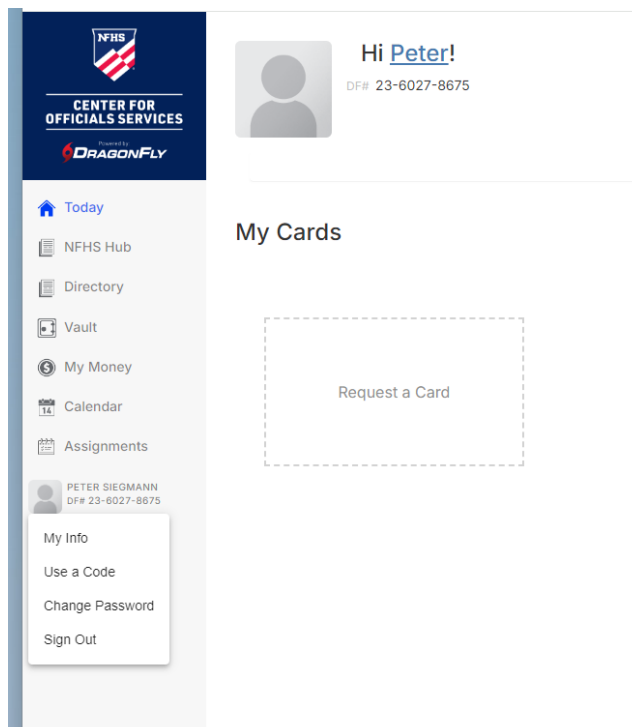 NFHS
CENTER FOR
OFFICIALS SERVICES
Powered by
DRAGONFLY
Today
NFHS Hub
Directory
Vault
My Money
14
Calendar
Assignments
PETER SIEGMANN
DF# 23-6027-8675
My Info
Use a Code
Change Password
Sign Out
Hi Peter!
DF# 23-6027-8675
My Cards
Request a Card